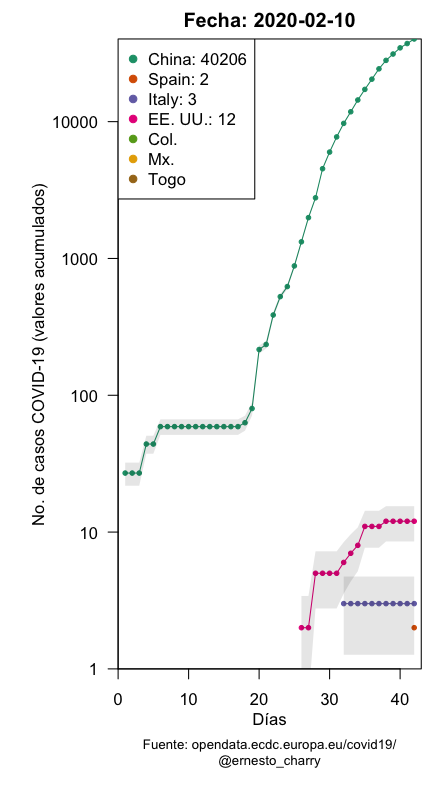 Fecha: 2020-02-10
China: 40206
Spain: 2
Italy: 3
EE. UU.: 12
Col.
Mx.
Togo
No. de casos COVID-19 (valores acumulados)
10000
1000
100
10
1
0 10 20 30 40
Días
Fuente: opendata.ecdc.europa.eu/covid19/
@ernesto_charry